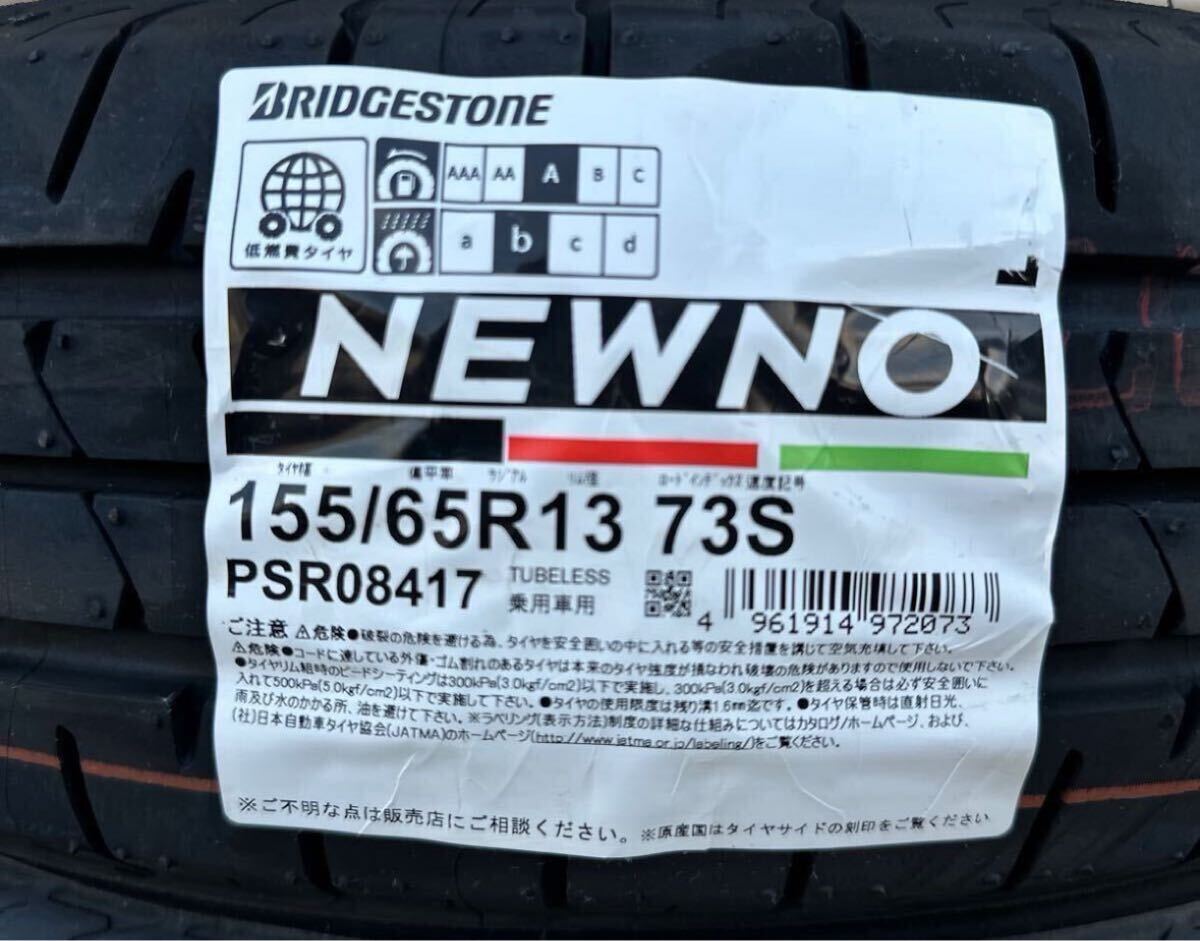 BRIDGESTONE
低燃費タイヤ
AAA AA A B C
a b c d
L
NEWNO
タイヤ幅 偏平率 ラジアル リム径 ロードインデックス 速度記号
155/65R13 73S
PSR08417 TUBELESS
乗用車用
4 961914 972073
ご注意 ⚠危険●破裂の危険を避ける為、タイヤを安全囲いの中に入れる等の安全措置を講じて空気充填して下さい。
⚠危険●コードに達している外傷・ゴム割れのあるタイヤは本来のタイヤ強度が損なわれ破壊の危険がありますので使用しないで下さい。
●タイヤリム組時のビードシーティングは300kPa(3.0kgf/cm2)以下で実施し、300kPa(3.0kgf/cm2)を超える場合は必ず安全囲いに
入れて500kPa(5.0kgf/cm2)以下で実施して下さい。●タイヤの使用限度は残り溝1.6mm迄です。●タイヤ保管時は直射日光、
雨及び水のかかる所、油を避けて下さい。※ラベリング(表示方法)制度の詳細な仕組みについてはカタログ/ホームページ、および、
(社)日本自動車タイヤ協会(JATMA)のホームページ(http://www.jatma.or.jp/labeling/)をご覧ください。
※ご不明な点は販売店にご相談ください。※原産国はタイヤサイドの刻印をご覧ください